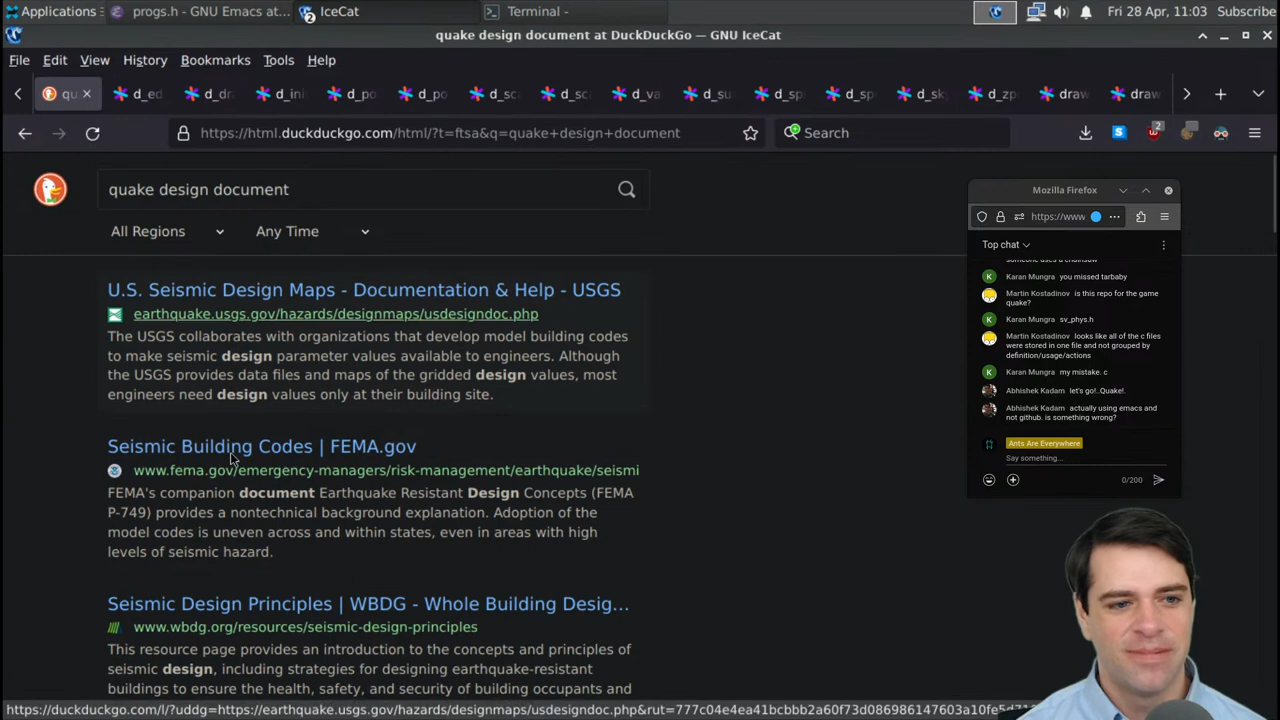 Applications
progs.h - GNU Emacs at...
2
IceCat
Terminal -
Fri 28 Apr, 11:03
Subscribe
quake design document at DuckDuckGo — GNU IceCat
File Edit View History Bookmarks Tools Help
qu
d_ed
d_dra
d_ini
d_po
d_po
d_sca
d_sca
d_va
d_su
d_sp
d_sp
d_sk
d_zp
draw
draw
https://html.duckduckgo.com/html/?t=ftsa&q=quake+design+document
Search
2
quake design document
All Regions
Any Time
U.S. Seismic Design Maps - Documentation & Help - USGS
earthquake.usgs.gov/hazards/designmaps/usdesigndoc.php
The USGS collaborates with organizations that develop model building codes
to make seismic design parameter values available to engineers. Although
the USGS provides data files and maps of the gridded design values, most
engineers need design values only at their building site.
Seismic Building Codes | FEMA.gov
www.fema.gov/emergency-managers/risk-management/earthquake/seismi
FEMA's companion document Earthquake Resistant Design Concepts (FEMA
P-749) provides a nontechnical background explanation. Adoption of the
model codes is uneven across and within states, even in areas with high
levels of seismic hazard.
Seismic Design Principles | WBDG - Whole Building Desig...
www.wbdg.org/resources/seismic-design-principles
This resource page provides an introduction to the concepts and principles of
seismic design, including strategies for designing earthquake-resistant
buildings to ensure the health, safety, and security of building occupants and
Mozilla Firefox
https://www
Top chat
someone uses a chainsaw
K Karan Mungra you missed tarbaby
Martin Kostadinov is this repo for the game
quake?
K Karan Mungra sv_phys.h
Martin Kostadinov looks like all of the c files
were stored in one file and not grouped by
definition/usage/actions
K Karan Mungra my mistake. c
Abhishek Kadam let's go!..Quake!.
Abhishek Kadam actually using emacs and
not github. is something wrong?
Ants Are Everywhere
Say something...
0/200
https://duckduckgo.com/l/?uddg=https://earthquake.usgs.gov/hazards/designmaps/usdesigndoc.php&rut=777c04e4ea41bcbbb2a60f73d086986147603a10fe5d71